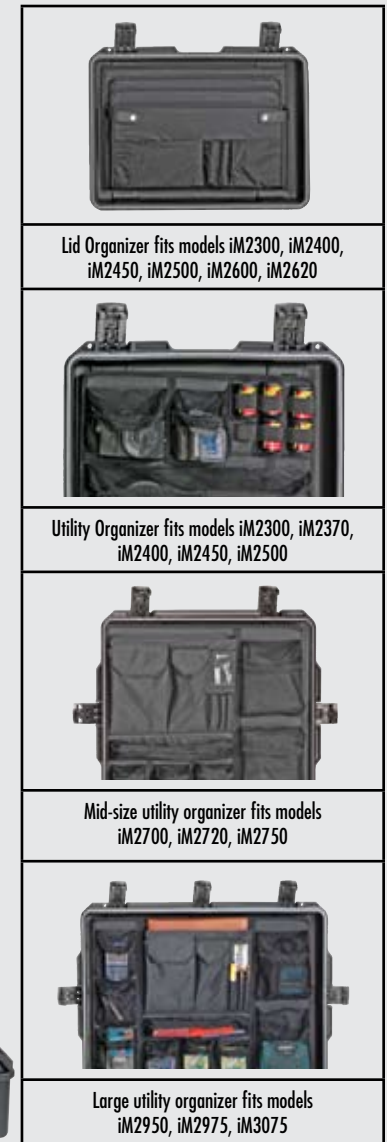 Lid Organizer fits models iM2300, iM2400,
iM2450, iM2500, iM2600, iM2620
Utility Organizer fits models iM2300, iM2370,
iM2400, iM2450, iM2500
Mid-size utility organizer fits models
iM2700, iM2720, iM2750
Large utility organizer fits models
iM2950, iM2975, iM3075